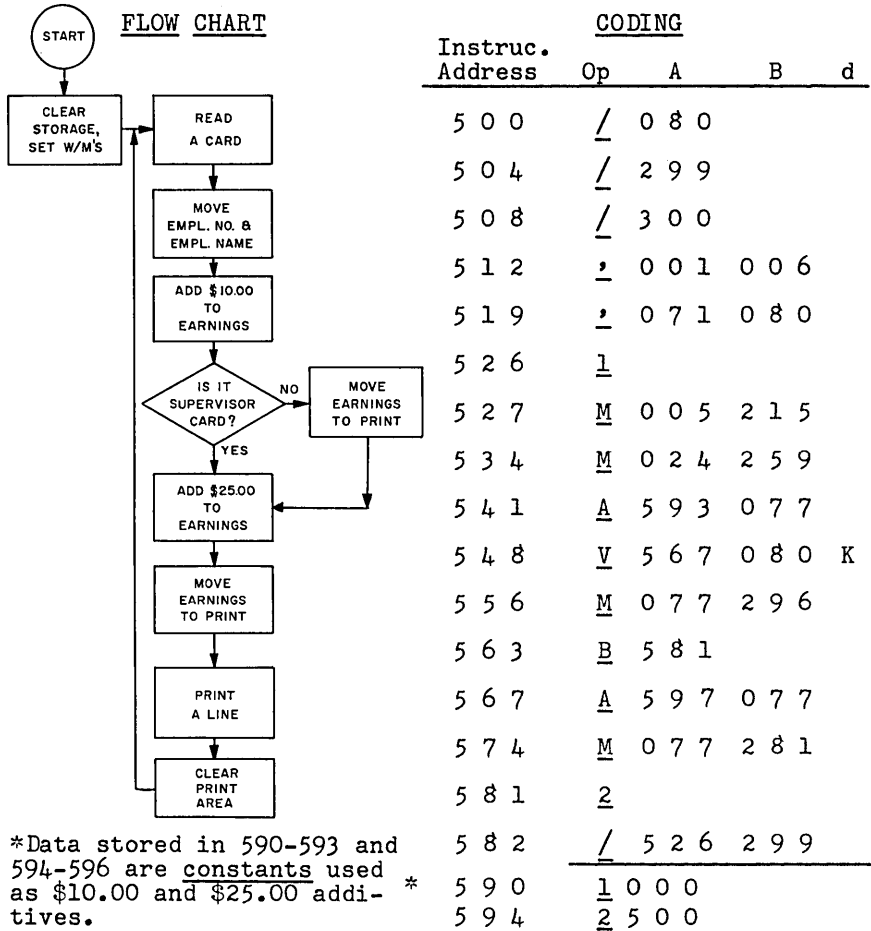 FLOW CHART
START
CLEAR
STORAGE,
SET W/M'S
READ
A CARD
MOVE
EMPL. NO. &
EMPL. NAME
ADD $10.00
TO
EARNINGS
IS IT
SUPERVISOR
CARD?
NO
MOVE
EARNINGS
TO PRINT
YES
ADD $25.00
TO
EARNINGS
MOVE
EARNINGS
TO PRINT
PRINT
A LINE
CLEAR
PRINT
AREA
*Data stored in 590-593 and
594-596 are constants used
as $10.00 and $25.00 addi-
tives.
CODING
Instruc.
Address Op A B d
500 / 080
504 / 299
508 / 300
512 , 001 006
519 , 071 080
526 1
527 M 005 215
534 M 024 259
541 A 593 077
548 V 567 080 K
556 M 077 296
563 B 581
567 A 597 077
574 M 077 281
581 2
582 / 526 299
* 590 1000
594 2500